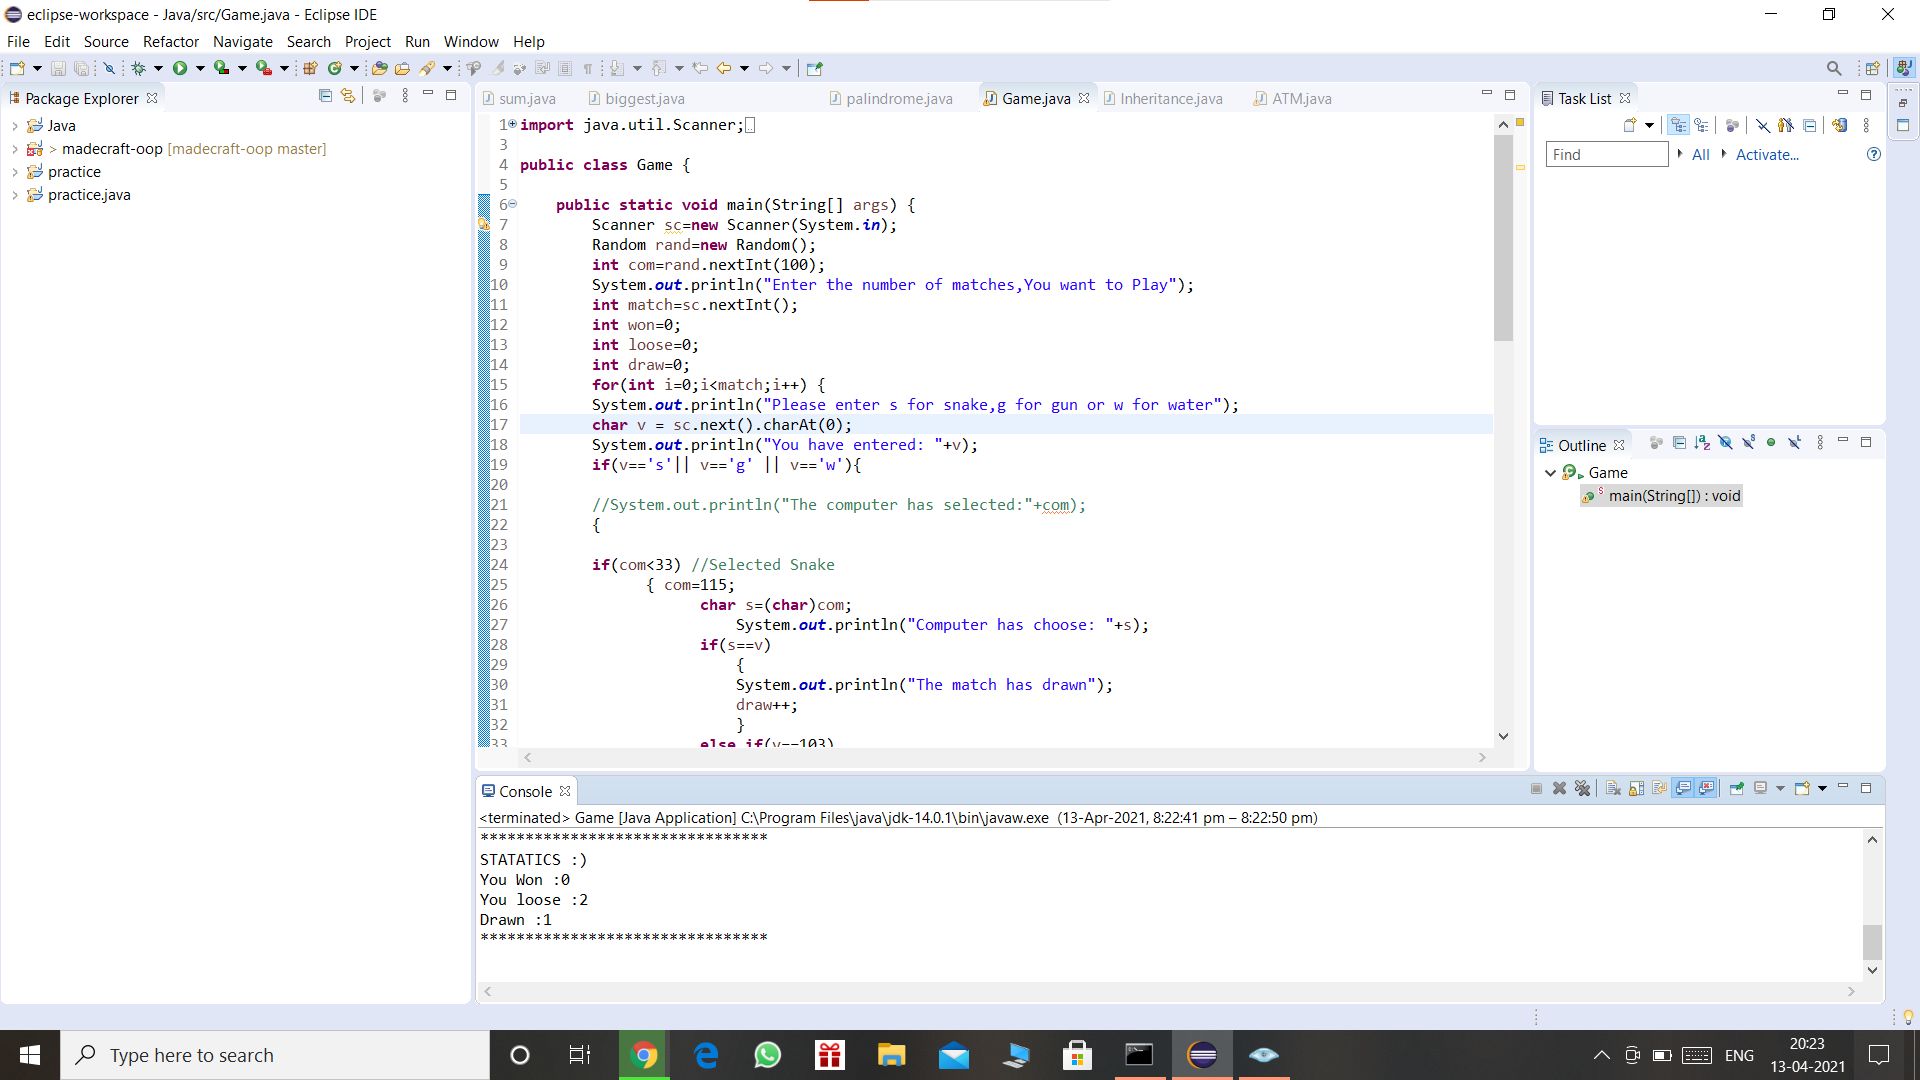 eclipse-workspace - Java/src/Game.java - Eclipse IDE
File Edit Source Refactor Navigate Search Project Run Window Help
Package Explorer
Java
> madecraft-oop [madecraft-oop master]
practice
practice.java
sum.java biggest.java palindrome.java Game.java Inheritance.java ATM.java
1 import java.util.Scanner;
3
4 public class Game {
5
6 public static void main(String[] args) {
7 Scanner sc=new Scanner(System.in);
8 Random rand=new Random();
9 int com=rand.nextInt(100);
10 System.out.println("Enter the number of matches,You want to Play");
11 int match=sc.nextInt();
12 int won=0;
13 int loose=0;
14 int draw=0;
15 for(int i=0;i<match;i++) {
16 System.out.println("Please enter s for snake,g for gun or w for water");
17 char v = sc.next().charAt(0);
18 System.out.println("You have entered: "+v);
19 if(v=='s'|| v=='g' || v=='w'){
20
21 //System.out.println("The computer has selected:"+com);
22 {
23
24 if(com<33) //Selected Snake
25 { com=115;
26 char s=(char)com;
27 System.out.println("Computer has choose: "+s);
28 if(s==v)
29 {
30 System.out.println("The match has drawn");
31 draw++;
32 }
33 else if(v==103)
Task List
Find All Activate...
Outline
Game
main(String[]) : void
Console
<terminated> Game [Java Application] C:\Program Files\java\jdk-14.0.1\bin\javaw.exe (13-Apr-2021, 8:22:41 pm – 8:22:50 pm)
********************************
STATATICS :)
You Won :0
You loose :2
Drawn :1
********************************
Type here to search
ENG
20:23
13-04-2021